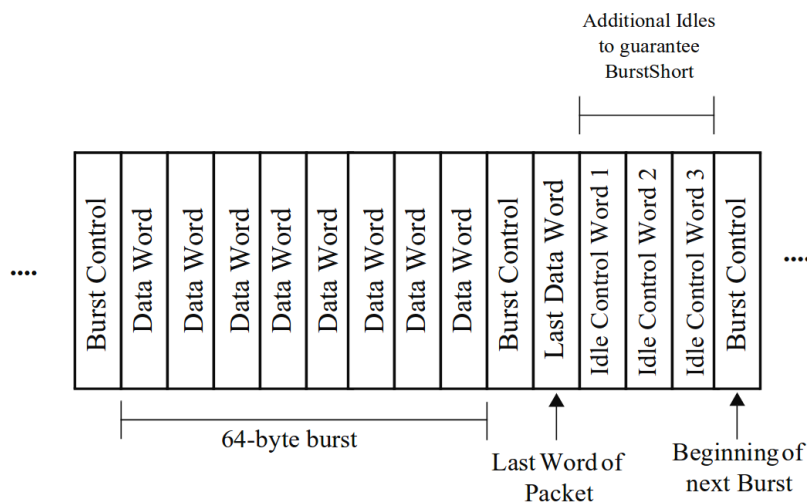 Additional Idles
to guarantee
BurstShort
....
Burst Control
Data Word
Data Word
Data Word
Data Word
Data Word
Data Word
Data Word
Data Word
Burst Control
Last Data Word
Idle Control Word 1
Idle Control Word 2
Idle Control Word 3
Burst Control
....
64-byte burst
Last Word of
Packet
Beginning of
next Burst